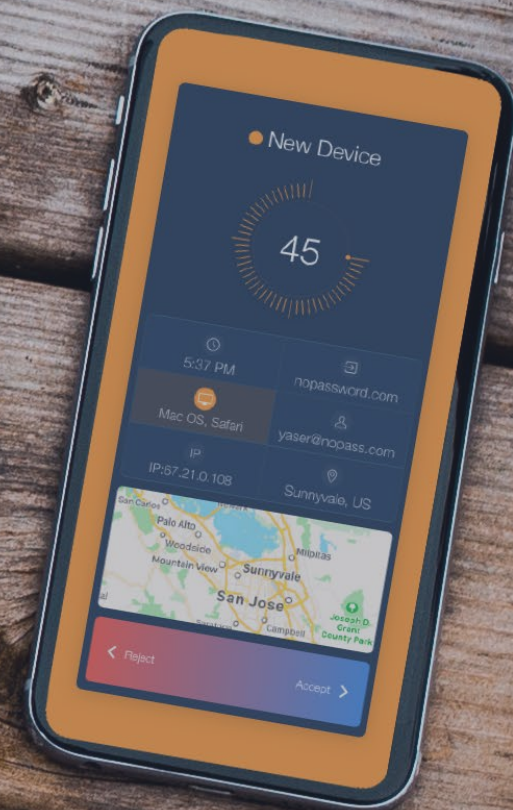 New Device
45
5:37 PM
nopassword.com
Mac OS, Safari
yaser@nopass.com
IP
IP:67.21.0.108
Sunnyvale, US
San Carlos
Palo Alto
Woodside
Milpitas
Mountain View
Sunnyvale
San Jose
Joseph D.
Grant
County Park
Campbell
Reject
Accept